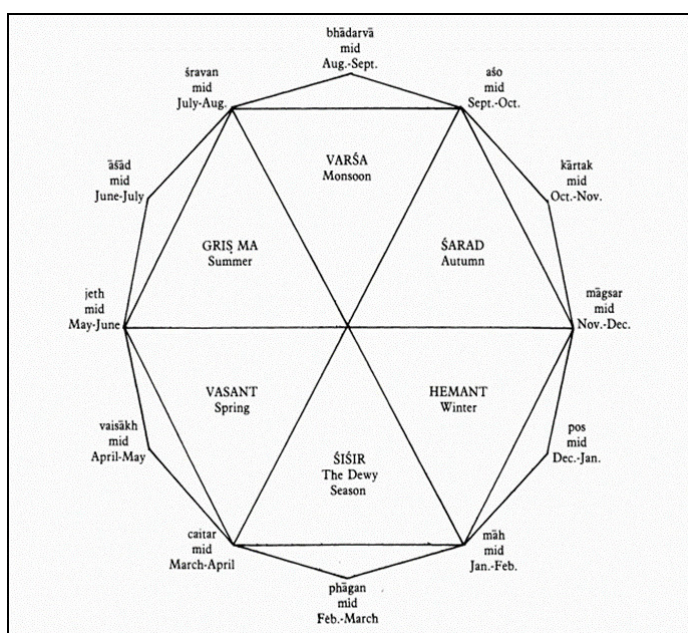 bhādarvā
mid
Aug.-Sept.
śravan
mid
July-Aug.
aśo
mid
Sept.-Oct.
āśād
mid
June-July
VARŚA
Monsoon
kārtak
mid
Oct.-Nov.
GRIṢ MA
Summer
ŚARAD
Autumn
jeth
mid
May-June
māgsar
mid
Nov.-Dec.
VASANT
Spring
HEMANT
Winter
vaisākh
mid
April-May
ŚIŚIR
The Dewy
Season
pos
mid
Dec.-Jan.
caitar
mid
March-April
māh
mid
Jan.-Feb.
phāgan
mid
Feb.-March